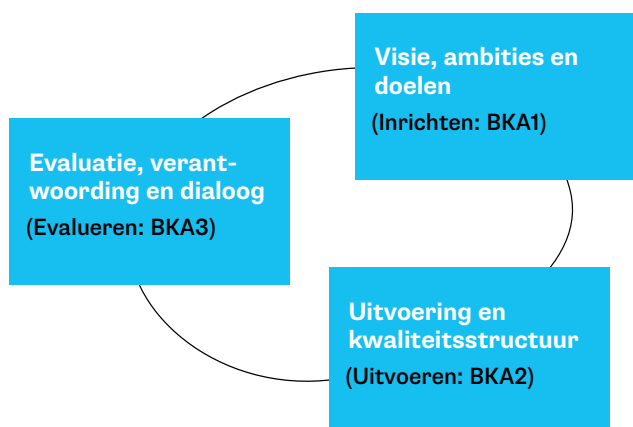 Visie, ambities en
doelen
(Inrichten: BKA1)
Evaluatie, verant-
woording en dialoog
(Evalueren: BKA3)
Uitvoering en
kwaliteitsstructuur
(Uitvoeren: BKA2)